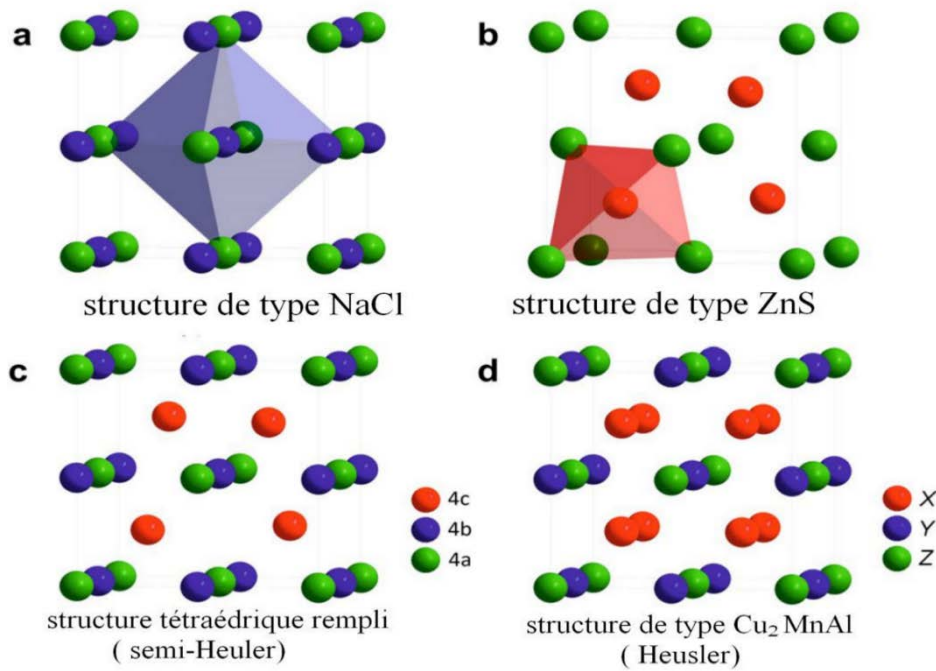 a
b
structure de type NaCl
structure de type ZnS
c
d
4c
4b
4a
X
Y
Z
structure tétraédrique rempli
( semi-Heuler)
structure de type Cu₂ MnAl
( Heusler)